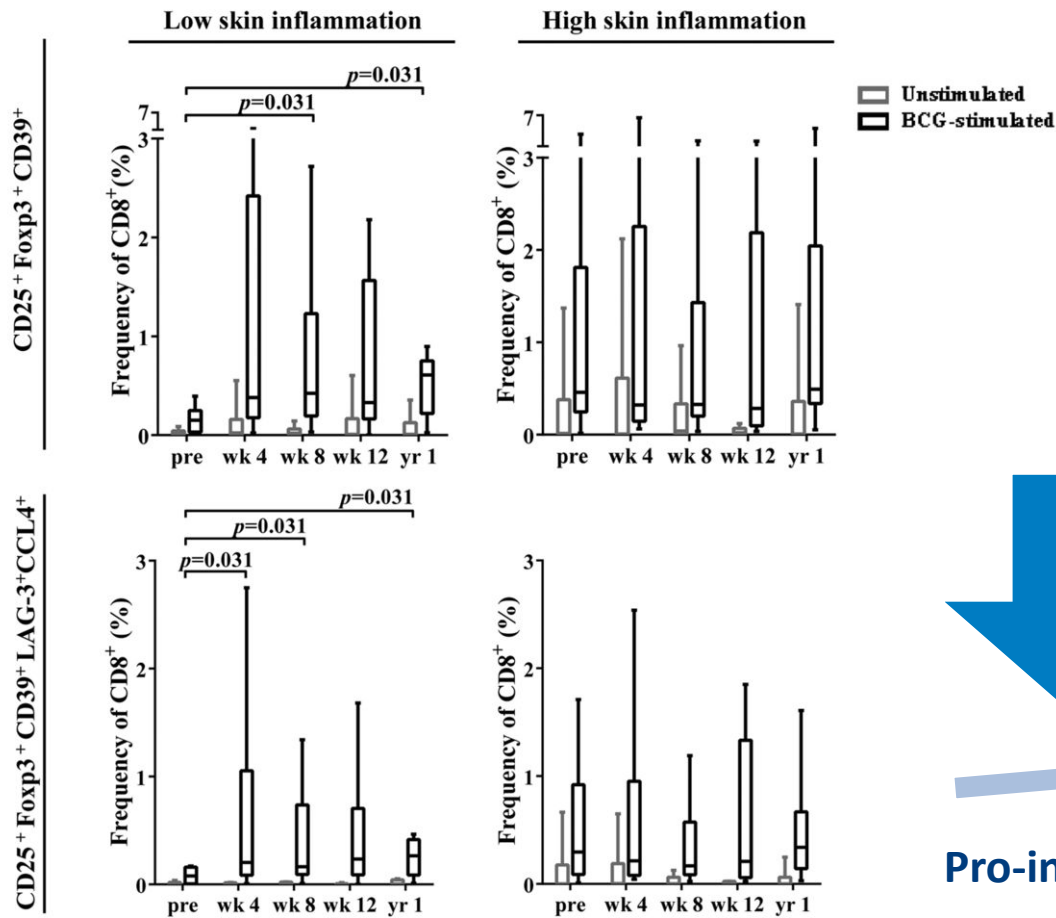 Low skin inflammation
High skin inflammation
Unstimulated
BCG-stimulated
CD25⁺Foxp3⁺CD39⁺
Frequency of CD8⁺(%)
7
3
2
1
0
p=0.031
p=0.031
pre wk 4 wk 8 wk 12 yr 1
Frequency of CD8⁺ (%)
7
3
2
1
0
pre wk 4 wk 8 wk 12 yr 1
CD25⁺Foxp3⁺CD39⁺LAG-3⁺CCL4⁺
Frequency of CD8⁺ (%)
3
2
1
0
p=0.031
p=0.031
p=0.031
pre wk 4 wk 8 wk 12 yr 1
Frequency of CD8⁺ (%)
3
2
1
0
pre wk 4 wk 8 wk 12 yr 1
Pro-in